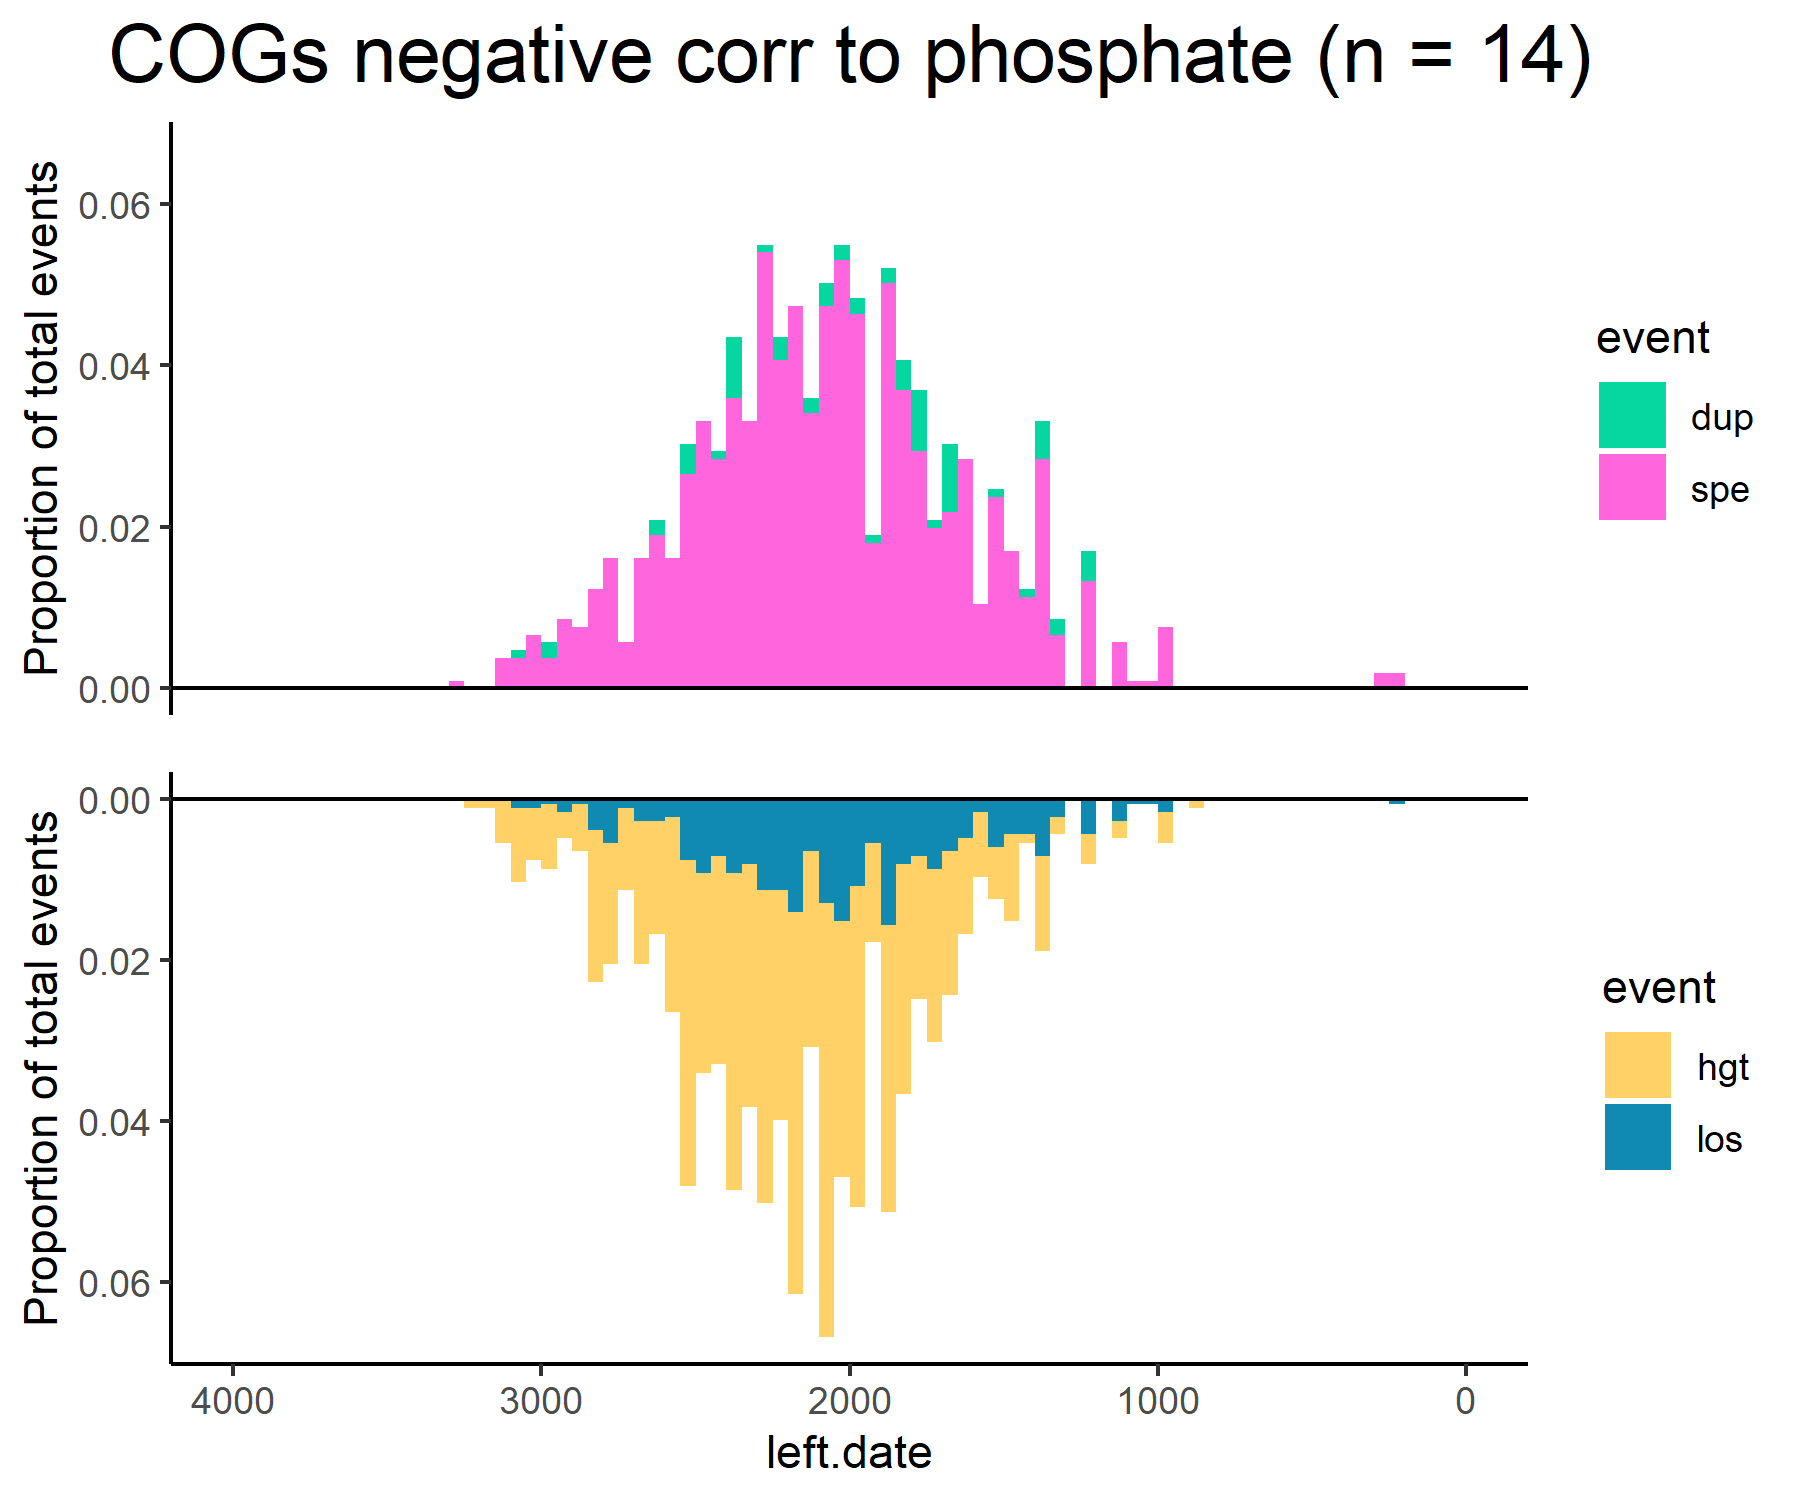 COGs negative corr to phosphate (n = 14)
Proportion of total events
0.06
0.04
0.02
0.00
event
dup
spe
Proportion of total events
0.00
0.02
0.04
0.06
event
hgt
los
4000 3000 2000 1000 0
left.date